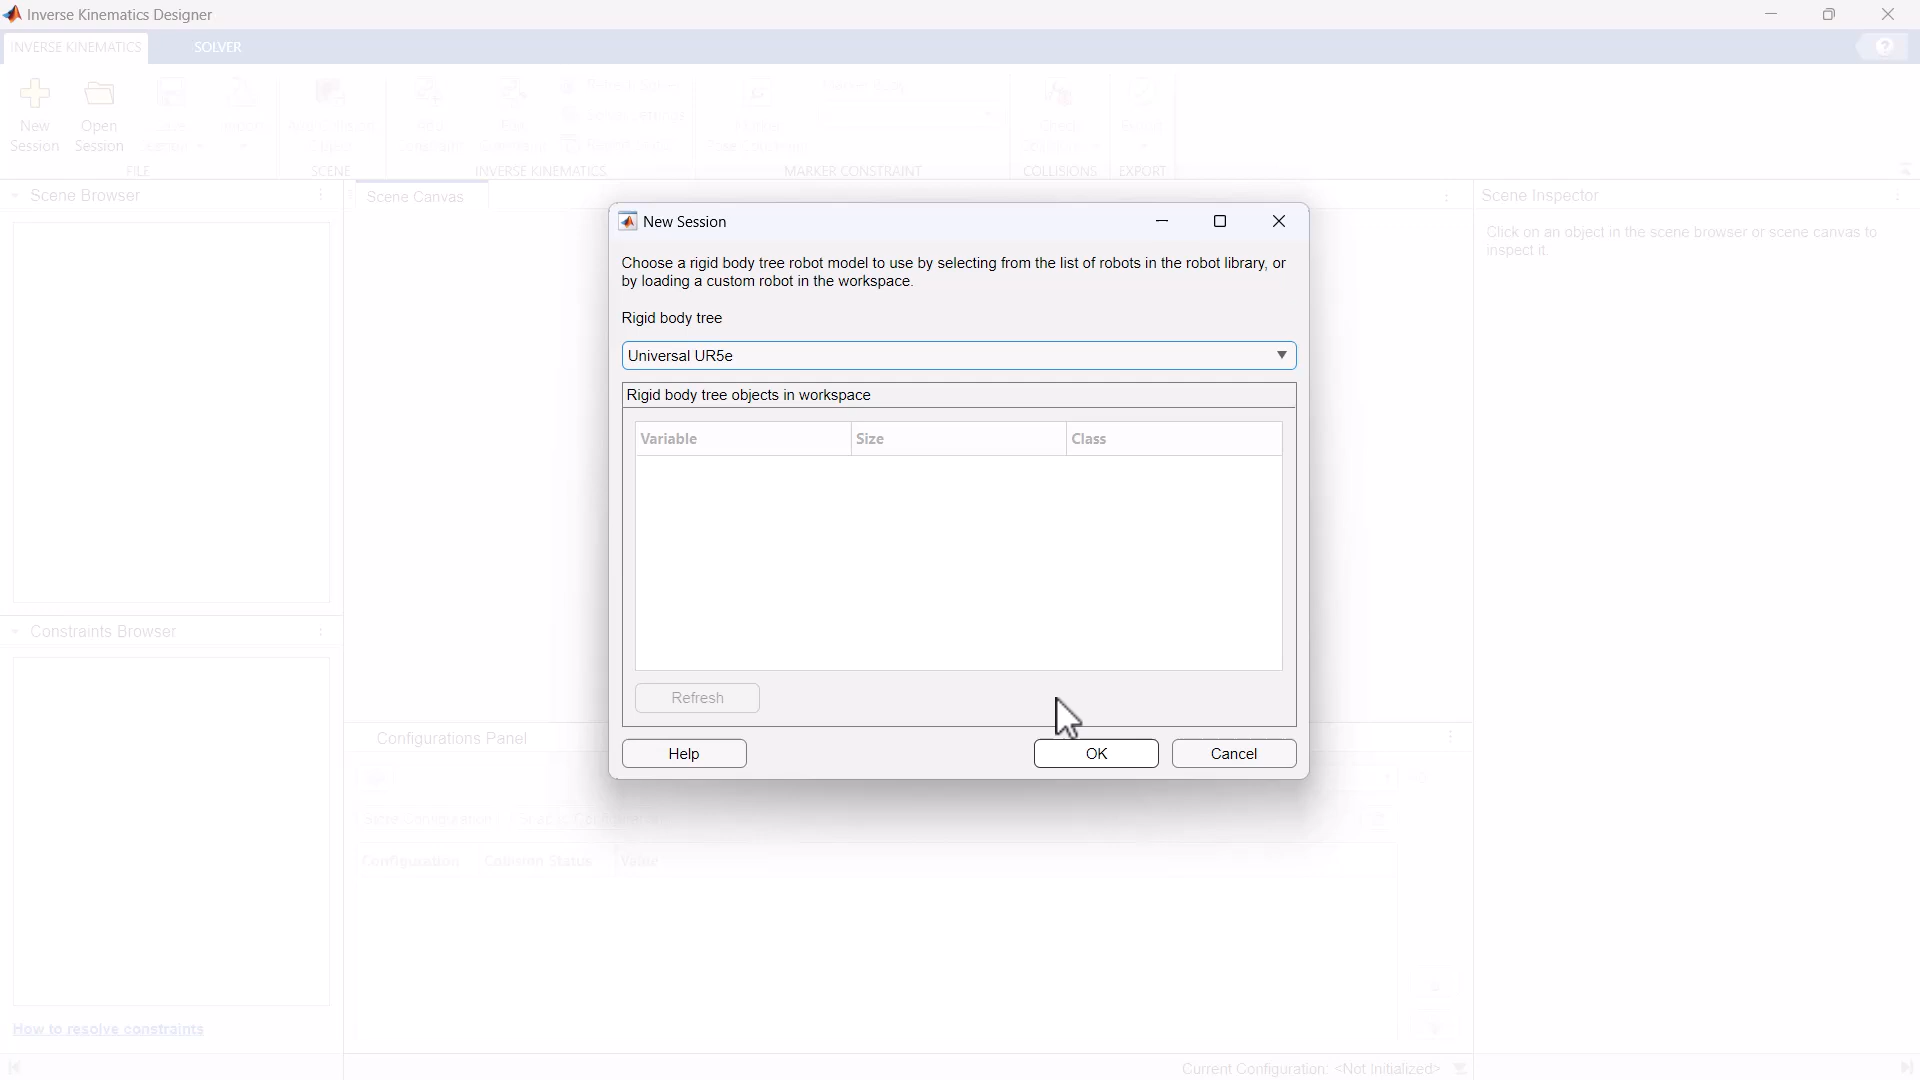 Inverse Kinematics Designer
INVERSE KINEMATICS
SOLVER
New
Session
Open
Session
FILE
SCENE
INVERSE KINEMATICS
MARKER CONSTRAINT
COLLISIONS
EXPORT
Scene Browser
Scene Canvas
Scene Inspector
Click on an object in the scene browser or scene canvas to
inspect it.
New Session
Choose a rigid body tree robot model to use by selecting from the list of robots in the robot library, or
by loading a custom robot in the workspace.
Rigid body tree
Universal UR5e
Rigid body tree objects in workspace
Variable
Size
Class
Refresh
Help
OK
Cancel
Constraints Browser
Configurations Panel
Configuration
Collision Status
Value
How to resolve constraints
Current Configuration: <Not Initialized>